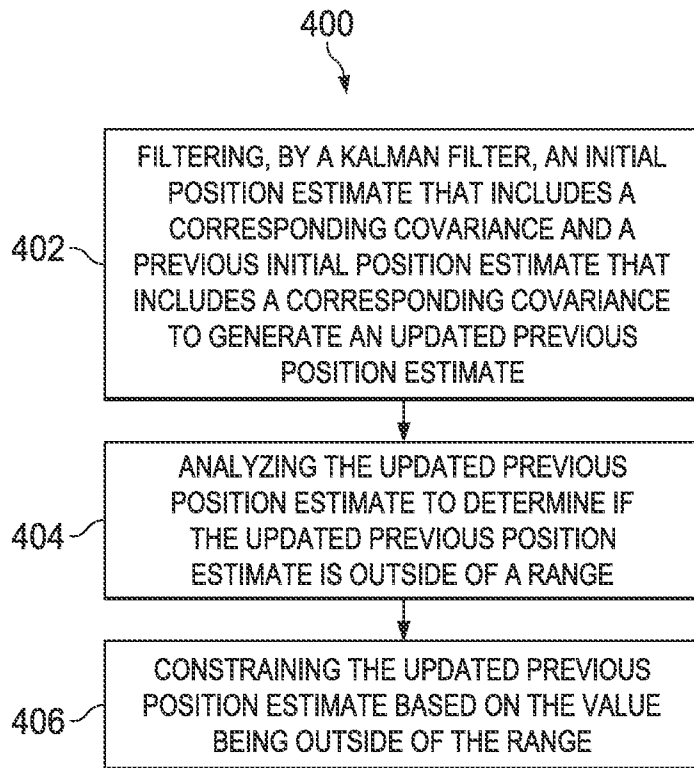 400
FILTERING, BY A KALMAN FILTER, AN INITIAL
POSITION ESTIMATE THAT INCLUDES A
CORRESPONDING COVARIANCE AND A
PREVIOUS INITIAL POSITION ESTIMATE THAT
INCLUDES A CORRESPONDING COVARIANCE
TO GENERATE AN UPDATED PREVIOUS
POSITION ESTIMATE
402
ANALYZING THE UPDATED PREVIOUS
POSITION ESTIMATE TO DETERMINE IF
THE UPDATED PREVIOUS POSITION
ESTIMATE IS OUTSIDE OF A RANGE
404
CONSTRAINING THE UPDATED PREVIOUS
POSITION ESTIMATE BASED ON THE VALUE
BEING OUTSIDE OF THE RANGE
406